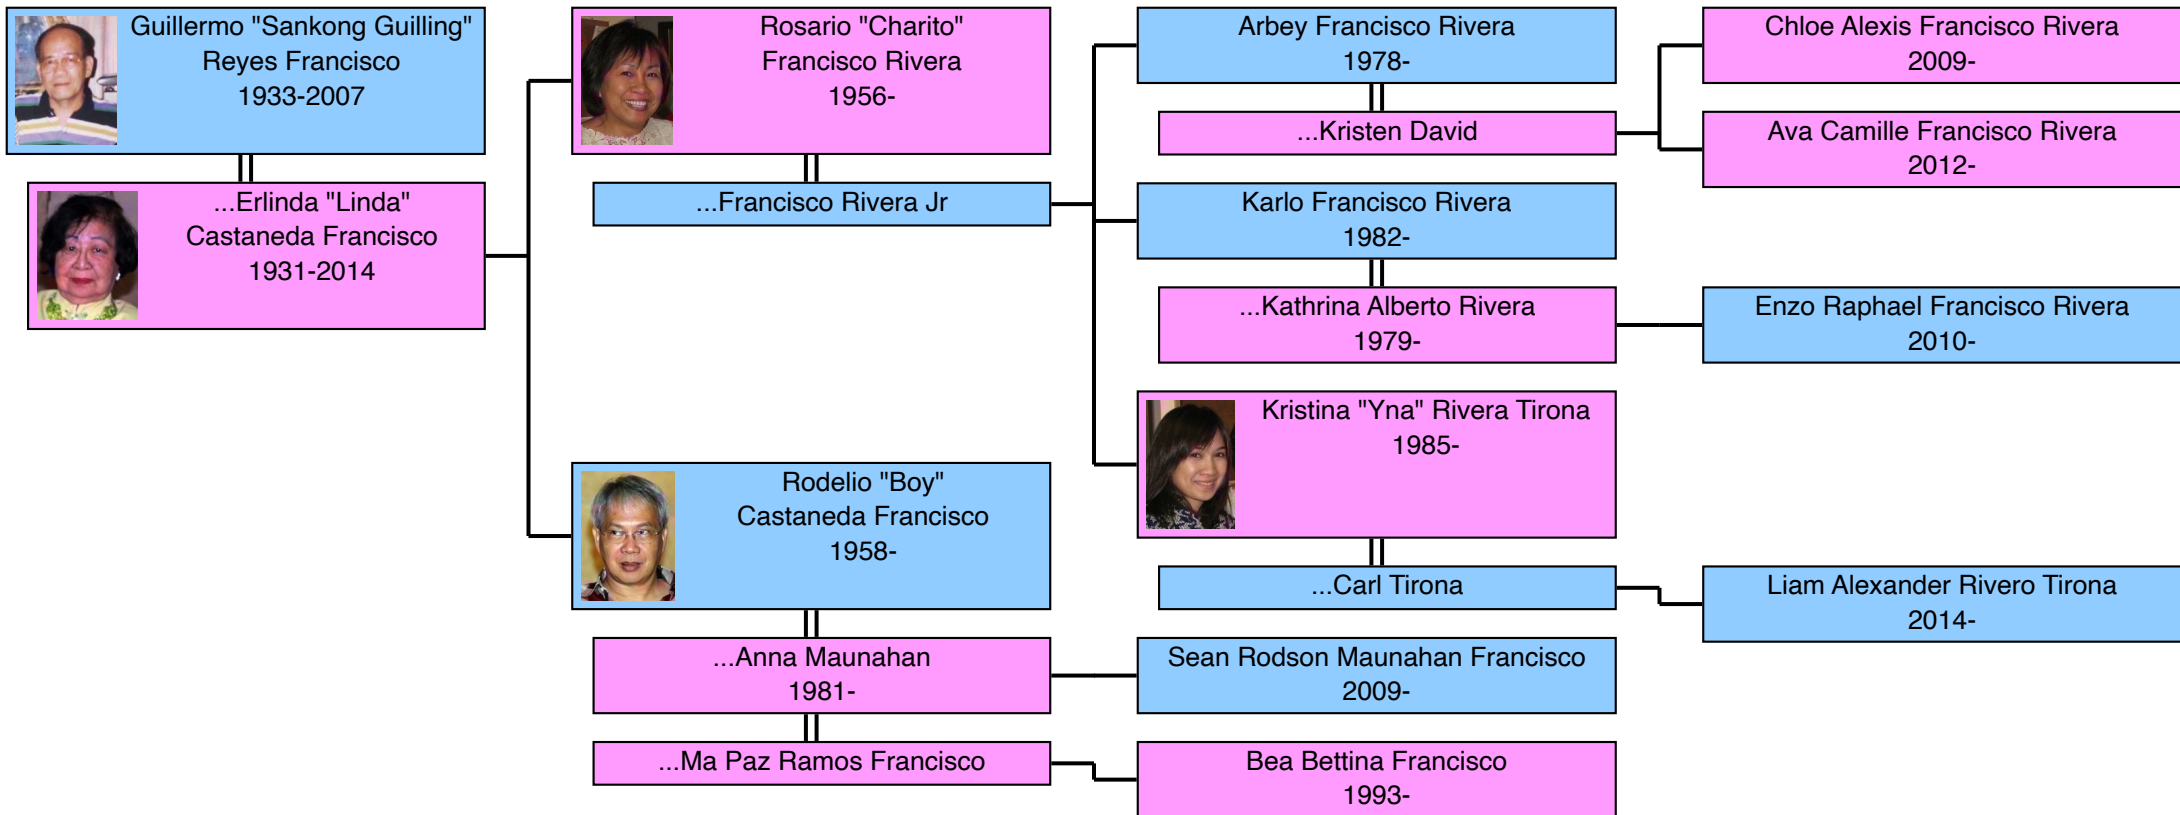 Guillermo "Sankong Guilling"
Reyes Francisco
1933-2007
...Erlinda "Linda"
Castaneda Francisco
1931-2014
Rosario "Charito"
Francisco Rivera
1956-
...Francisco Rivera Jr
Rodelio "Boy"
Castaneda Francisco
1958-
...Anna Maunahan
1981-
...Ma Paz Ramos Francisco
Arbey Francisco Rivera
1978-
...Kristen David
Karlo Francisco Rivera
1982-
...Kathrina Alberto Rivera
1979-
Kristina "Yna" Rivera Tirona
1985-
...Carl Tirona
Sean Rodson Maunahan Francisco
2009-
Bea Bettina Francisco
1993-
Chloe Alexis Francisco Rivera
2009-
Ava Camille Francisco Rivera
2012-
Enzo Raphael Francisco Rivera
2010-
Liam Alexander Rivero Tirona
2014-